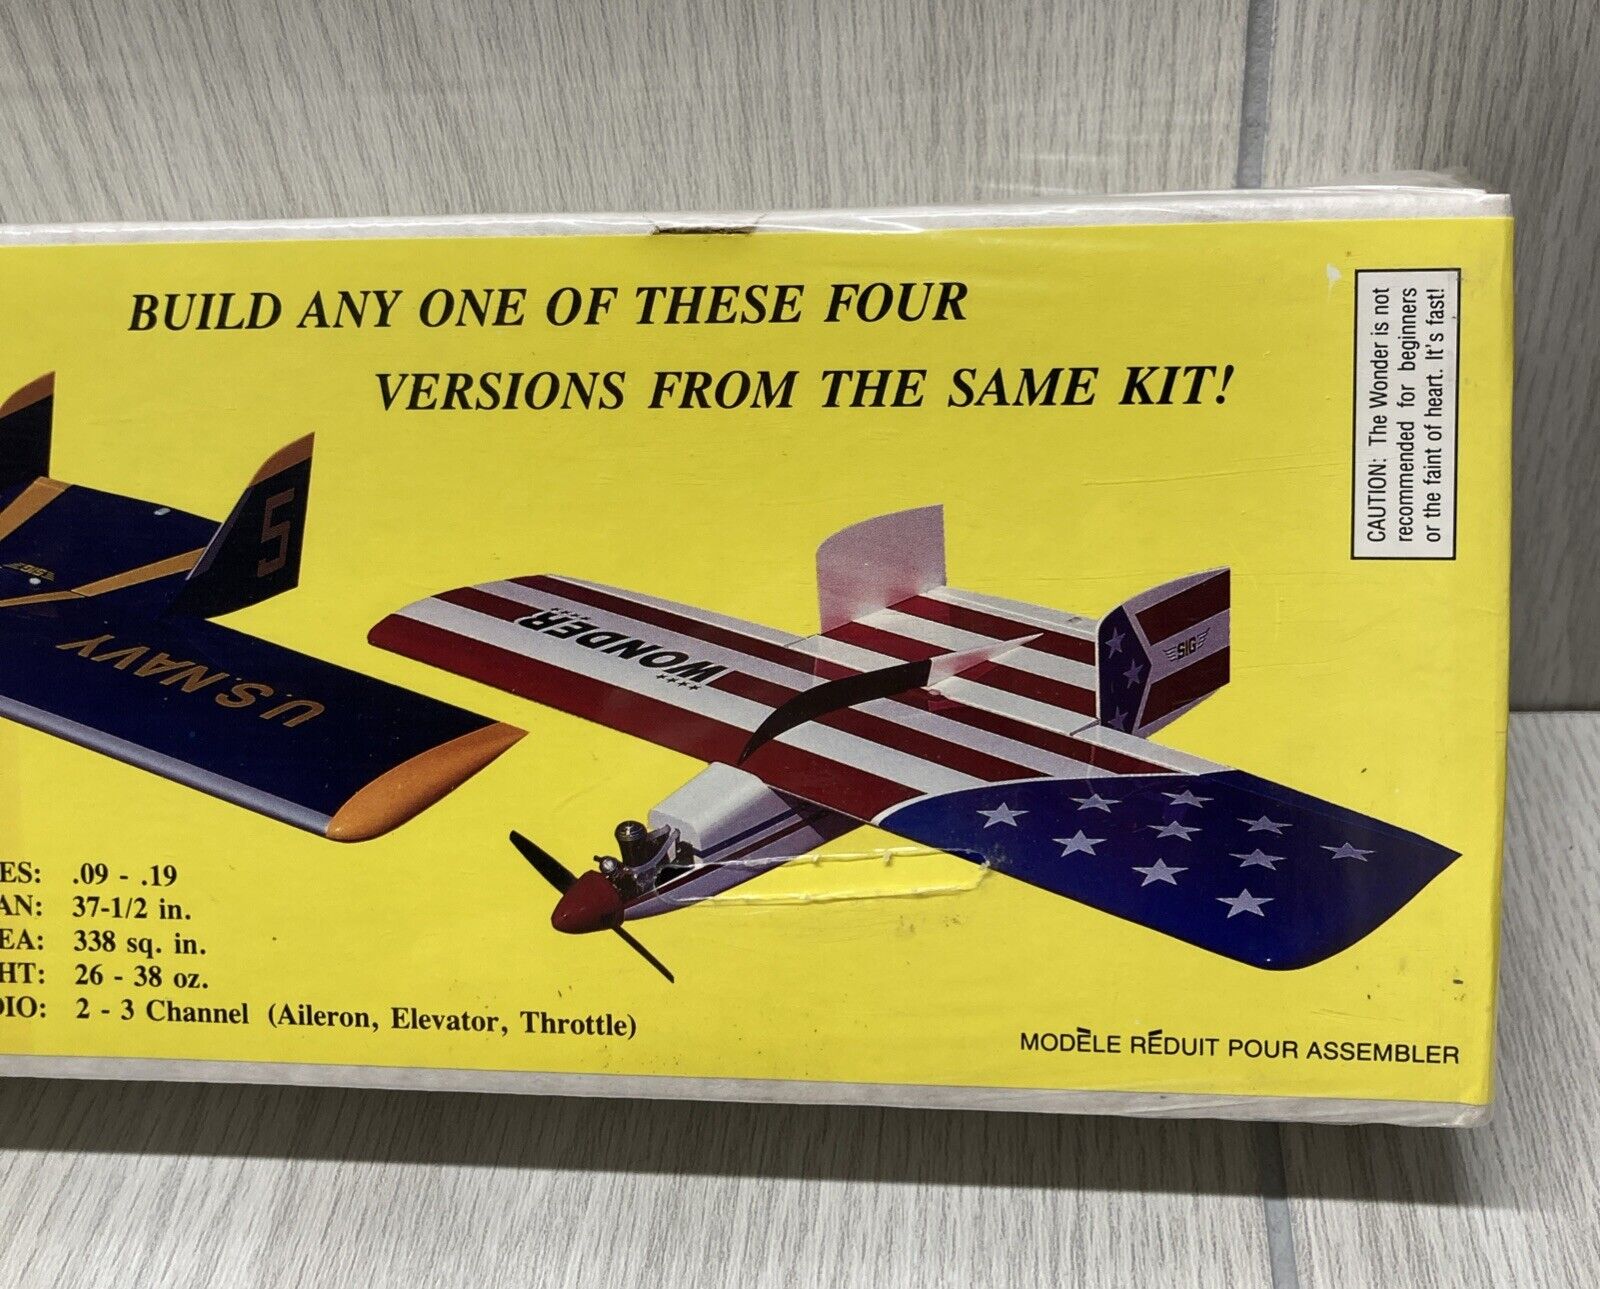 BUILD ANY ONE OF THESE FOUR
VERSIONS FROM THE SAME KIT!
CAUTION: The Wonder is not
recommended for beginners
or the faint of heart. It's fast!
5
SIG
U.S.NAVY
WONDER
SIG
ES: .09 - .19
AN: 37-1/2 in.
EA: 338 sq. in.
HT: 26 - 38 oz.
DIO: 2 - 3 Channel (Aileron, Elevator, Throttle)
MODÈLE RÉDUIT POUR ASSEMBLER